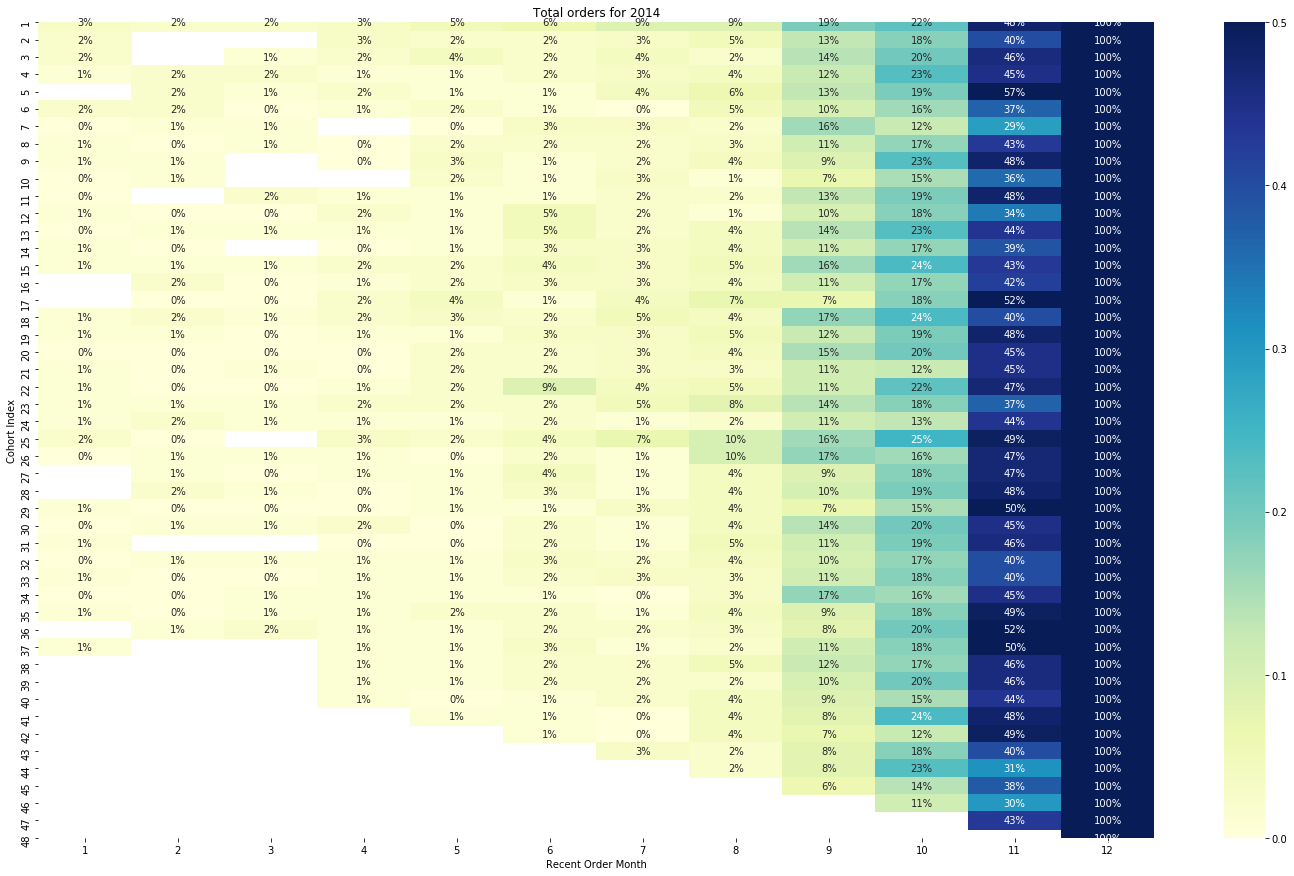 Total orders for 2014
1 3% 2% 2% 3% 5% 6% 9% 9% 19% 22% 48% 100%
2 2% 3% 2% 2% 3% 5% 13% 18% 40% 100%
3 2% 1% 2% 4% 2% 4% 2% 14% 20% 46% 100%
4 1% 2% 2% 1% 1% 2% 3% 4% 12% 23% 45% 100%
5 2% 1% 2% 1% 1% 4% 6% 13% 19% 57% 100%
6 2% 2% 0% 1% 2% 1% 0% 5% 10% 16% 37% 100%
7 0% 1% 1% 0% 3% 3% 2% 16% 12% 29% 100%
8 1% 0% 1% 0% 2% 2% 2% 3% 11% 17% 43% 100%
9 1% 1% 0% 3% 1% 2% 4% 9% 23% 48% 100%
10 0% 1% 2% 1% 3% 1% 7% 15% 36% 100%
11 0% 2% 1% 1% 1% 2% 2% 13% 19% 48% 100%
12 1% 0% 0% 2% 1% 5% 2% 1% 10% 18% 34% 100%
13 0% 1% 1% 1% 1% 5% 2% 4% 14% 23% 44% 100%
14 1% 0% 0% 1% 3% 3% 4% 11% 17% 39% 100%
15 1% 1% 1% 2% 2% 4% 3% 5% 16% 24% 43% 100%
16 2% 0% 1% 2% 3% 3% 4% 11% 17% 42% 100%
17 0% 0% 2% 4% 1% 4% 7% 7% 18% 52% 100%
18 1% 2% 1% 2% 3% 2% 5% 4% 17% 24% 40% 100%
19 1% 1% 0% 1% 1% 3% 3% 5% 12% 19% 48% 100%
20 0% 0% 0% 0% 2% 2% 3% 4% 15% 20% 45% 100%
21 1% 0% 1% 0% 2% 2% 3% 3% 11% 12% 45% 100%
22 1% 0% 0% 1% 2% 9% 4% 5% 11% 22% 47% 100%
23 1% 1% 1% 2% 2% 2% 5% 8% 14% 18% 37% 100%
24 1% 2% 1% 1% 1% 2% 1% 2% 11% 13% 44% 100%
25 2% 0% 3% 2% 4% 7% 10% 16% 25% 49% 100%
26 0% 1% 1% 1% 0% 2% 1% 10% 17% 16% 47% 100%
27 1% 0% 1% 1% 4% 1% 4% 9% 18% 47% 100%
28 2% 1% 0% 1% 3% 1% 4% 10% 19% 48% 100%
29 1% 0% 0% 0% 1% 1% 3% 4% 7% 15% 50% 100%
30 0% 1% 1% 2% 0% 2% 1% 4% 14% 20% 45% 100%
31 1% 0% 0% 2% 1% 5% 11% 19% 46% 100%
32 0% 1% 1% 1% 1% 3% 2% 4% 10% 17% 40% 100%
33 1% 0% 0% 1% 1% 2% 3% 3% 11% 18% 40% 100%
34 0% 0% 1% 1% 1% 1% 0% 3% 17% 16% 45% 100%
35 1% 0% 1% 1% 2% 2% 1% 4% 9% 18% 49% 100%
36 1% 2% 1% 1% 2% 2% 3% 8% 20% 52% 100%
37 1% 1% 1% 3% 1% 2% 11% 18% 50% 100%
38 1% 1% 2% 2% 5% 12% 17% 46% 100%
39 1% 1% 2% 2% 2% 10% 20% 46% 100%
40 1% 0% 1% 2% 4% 9% 15% 44% 100%
41 1% 1% 0% 4% 8% 24% 48% 100%
42 1% 0% 4% 7% 12% 49% 100%
43 3% 2% 8% 18% 40% 100%
44 2% 8% 23% 31% 100%
45 6% 14% 38% 100%
46 11% 30% 100%
47 43% 100%
48 100%
1 2 3 4 5 6 7 8 9 10 11 12
Recent Order Month
Cohort Index
0.5
0.4
0.3
0.2
0.1
0.0